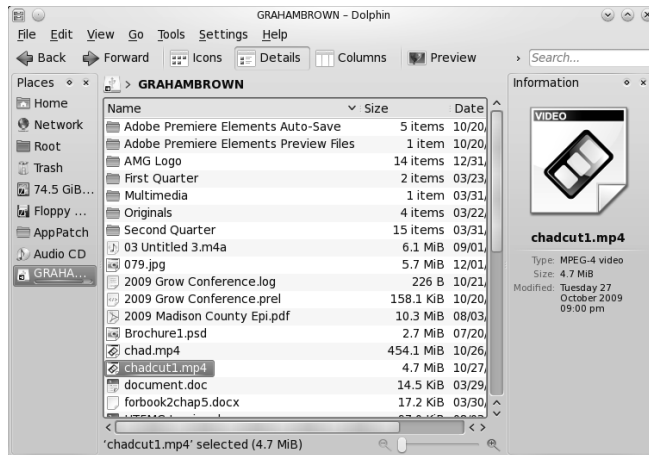 GRAHAMBROWN – Dolphin
File Edit View Go Tools Settings Help
Back Forward Icons Details Columns Preview Search...
Places
Home
Network
Root
Trash
74.5 GiB...
Floppy ...
AppPatch
Audio CD
GRAHA...
GRAHAMBROWN
Name Size Date
Adobe Premiere Elements Auto-Save 5 items 10/20/
Adobe Premiere Elements Preview Files 1 item 10/20/
AMG Logo 14 items 12/31/
First Quarter 2 items 03/23/
Multimedia 1 item 03/31/
Originals 4 items 03/22/
Second Quarter 15 items 03/31/
03 Untitled 3.m4a 6.1 MiB 09/01/
079.jpg 5.7 MiB 12/01/
2009 Grow Conference.log 226 B 10/21/
2009 Grow Conference.prel 158.1 KiB 10/20/
2009 Madison County Epi.pdf 10.3 MiB 08/03/
Brochure1.psd 2.7 MiB 07/20/
chad.mp4 454.1 MiB 10/26/
chadcut1.mp4 4.7 MiB 10/27/
document.doc 14.5 KiB 03/29/
forbook2chap5.docx 17.2 KiB 03/30/
'chadcut1.mp4' selected (4.7 MiB)
Information
VIDEO
chadcut1.mp4
Type: MPEG-4 video
Size: 4.7 MiB
Modified: Tuesday 27
October 2009
09:00 pm